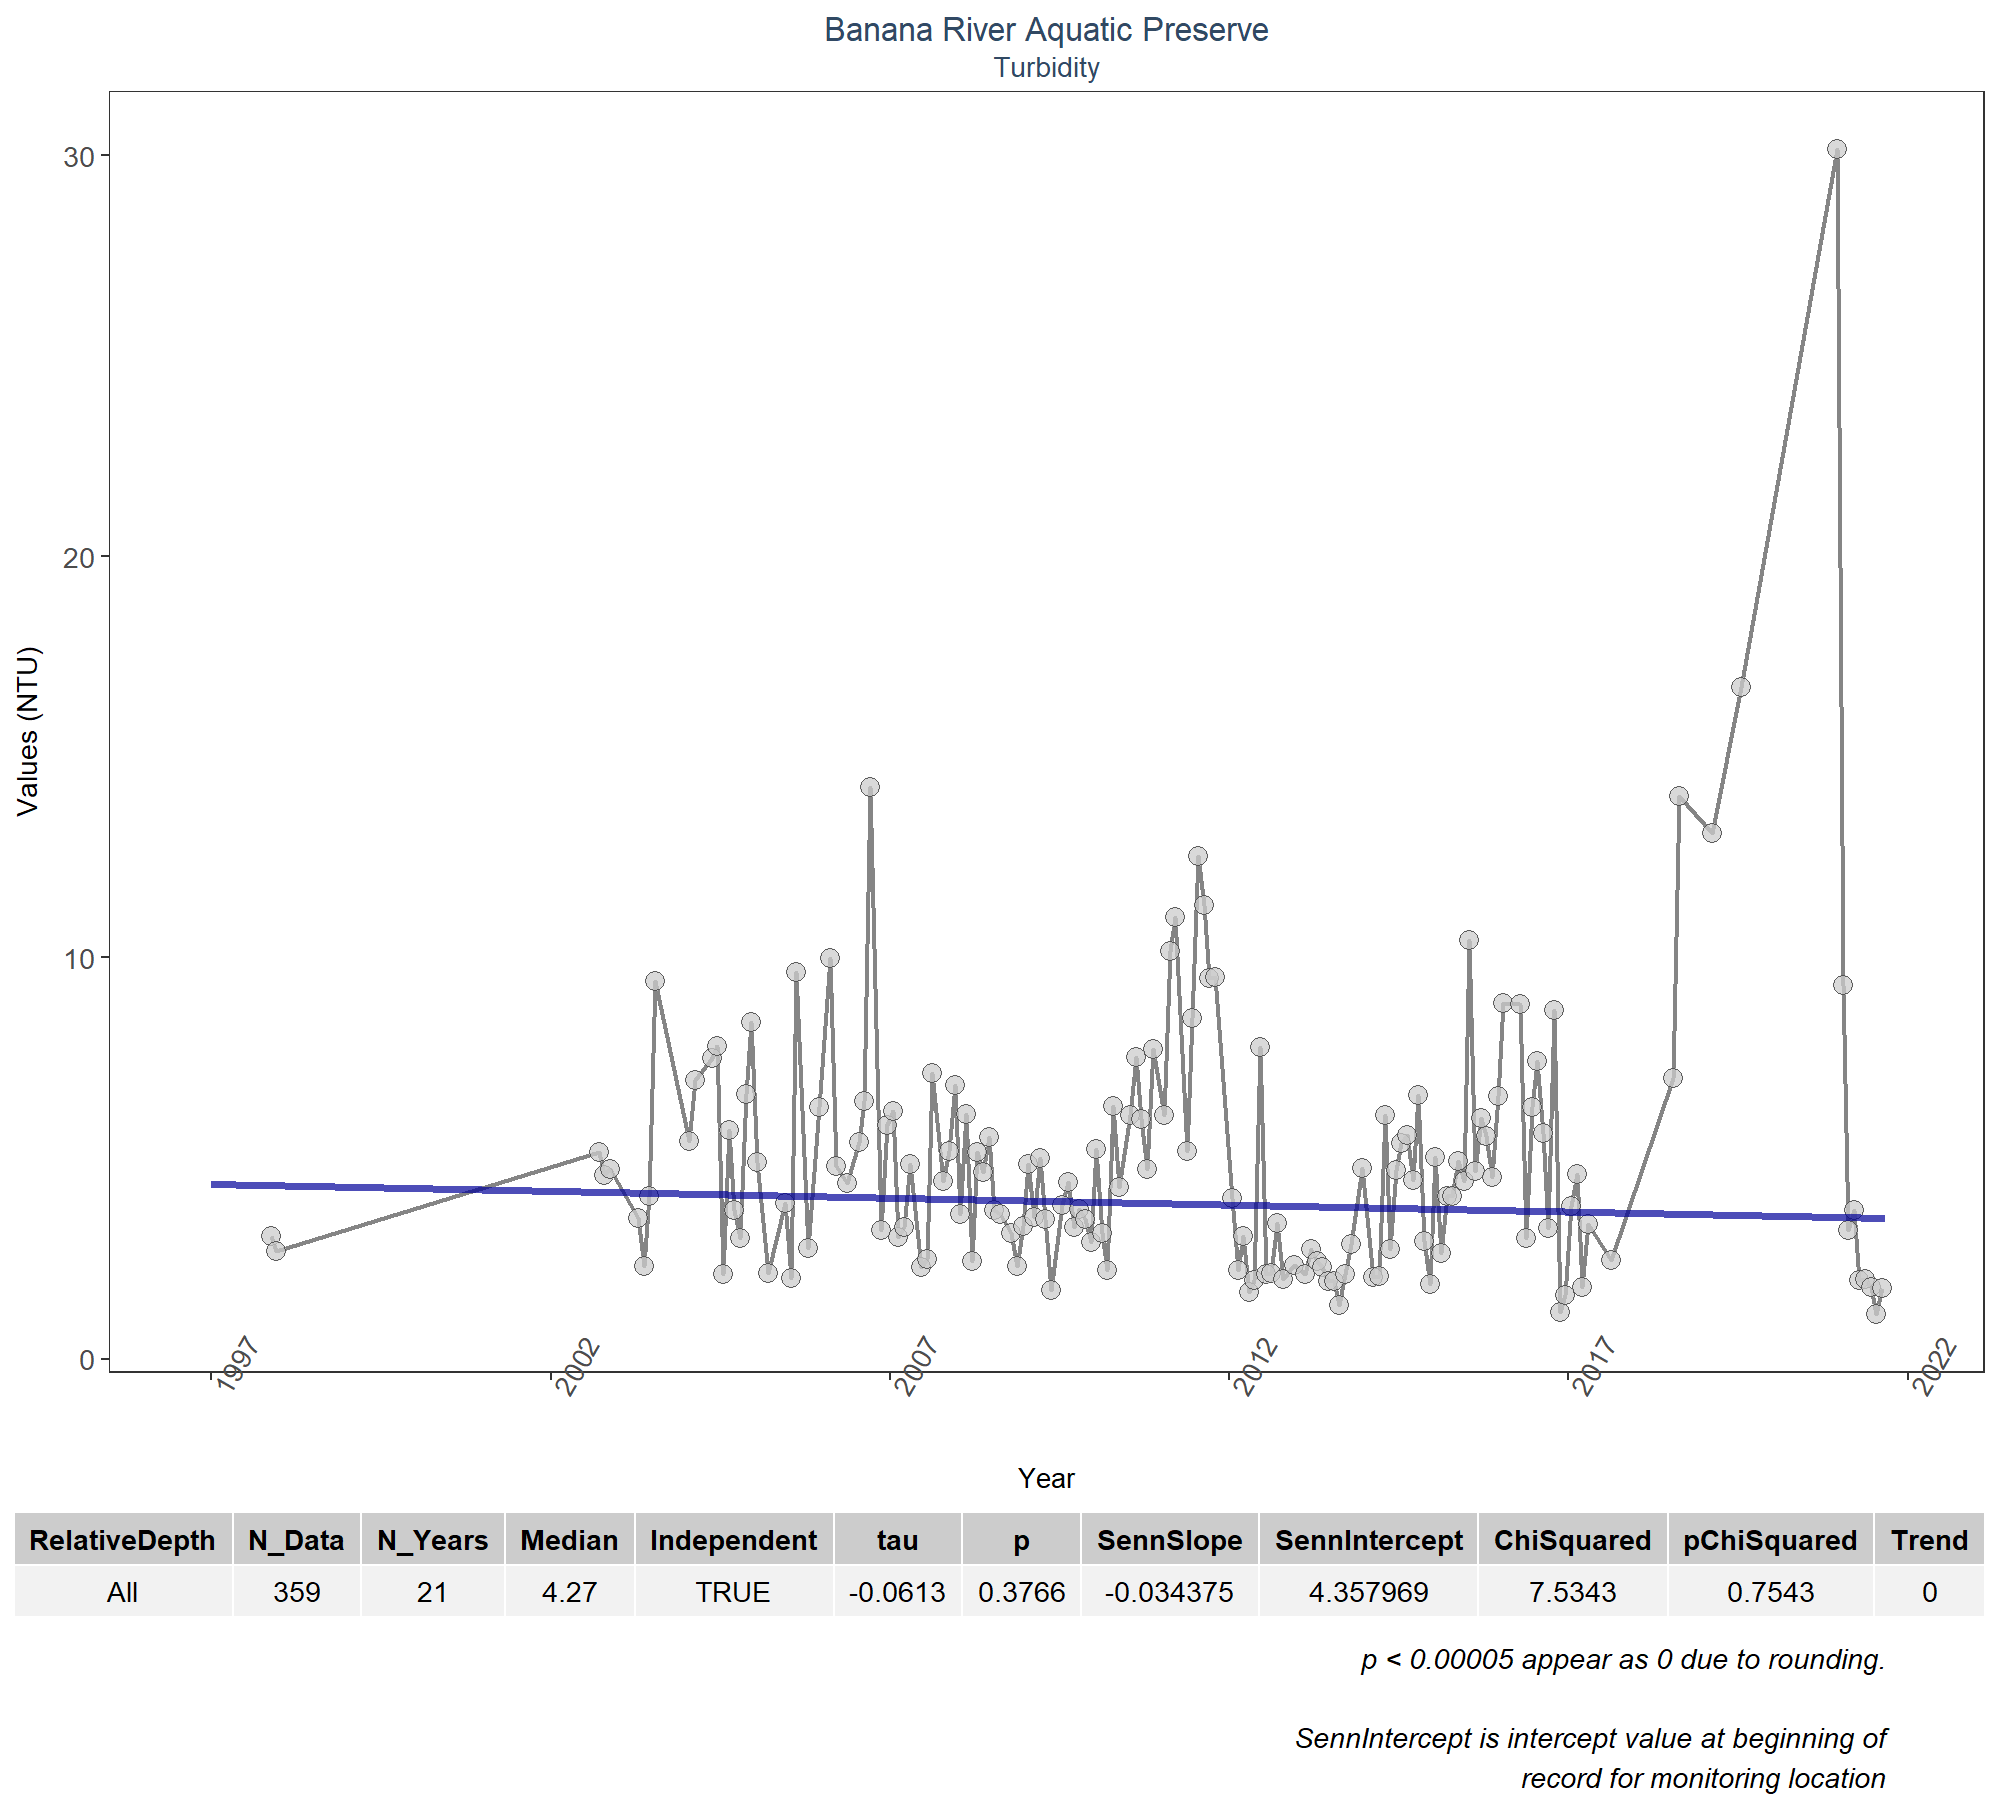 Banana River Aquatic Preserve
Turbidity
30
20
10
0
Values (NTU)
1997
2002
2007
2012
2017
2022
Year
RelativeDepth N_Data N_Years Median Independent tau p SennSlope SennIntercept ChiSquared pChiSquared Trend
All 359 21 4.27 TRUE -0.0613 0.3766 -0.034375 4.357969 7.5343 0.7543 0
p < 0.00005 appear as 0 due to rounding.
SennIntercept is intercept value at beginning of
record for monitoring location